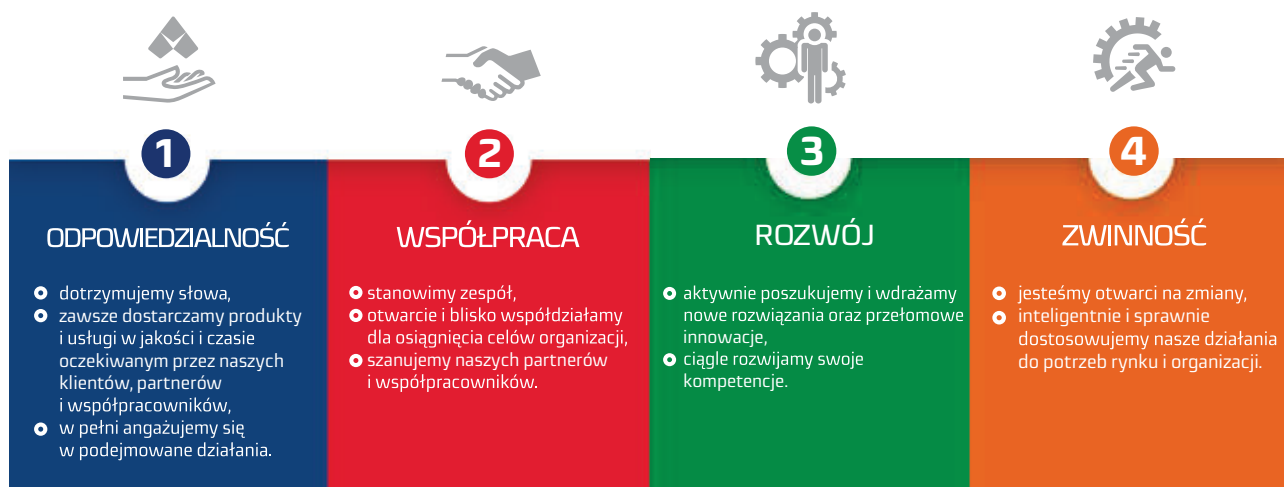 1
ODPOWIEDZIALNOŚĆ
dotrzymujemy słowa,
zawsze dostarczamy produkty
i usługi w jakości i czasie
oczekiwanym przez naszych
klientów, partnerów
i współpracowników,
w pełni angażujemy się
w podejmowane działania.
2
WSPÓŁPRACA
stanowimy zespół,
otwarcie i blisko współdziałamy
dla osiągnięcia celów organizacji,
szanujemy naszych partnerów
i współpracowników.
3
ROZWÓJ
aktywnie poszukujemy i wdrażamy
nowe rozwiązania oraz przełomowe
innowacje,
ciągle rozwijamy swoje
kompetencje.
4
ZWINNOŚĆ
jesteśmy otwarci na zmiany,
inteligentnie i sprawnie
dostosowujemy nasze działania
do potrzeb rynku i organizacji.